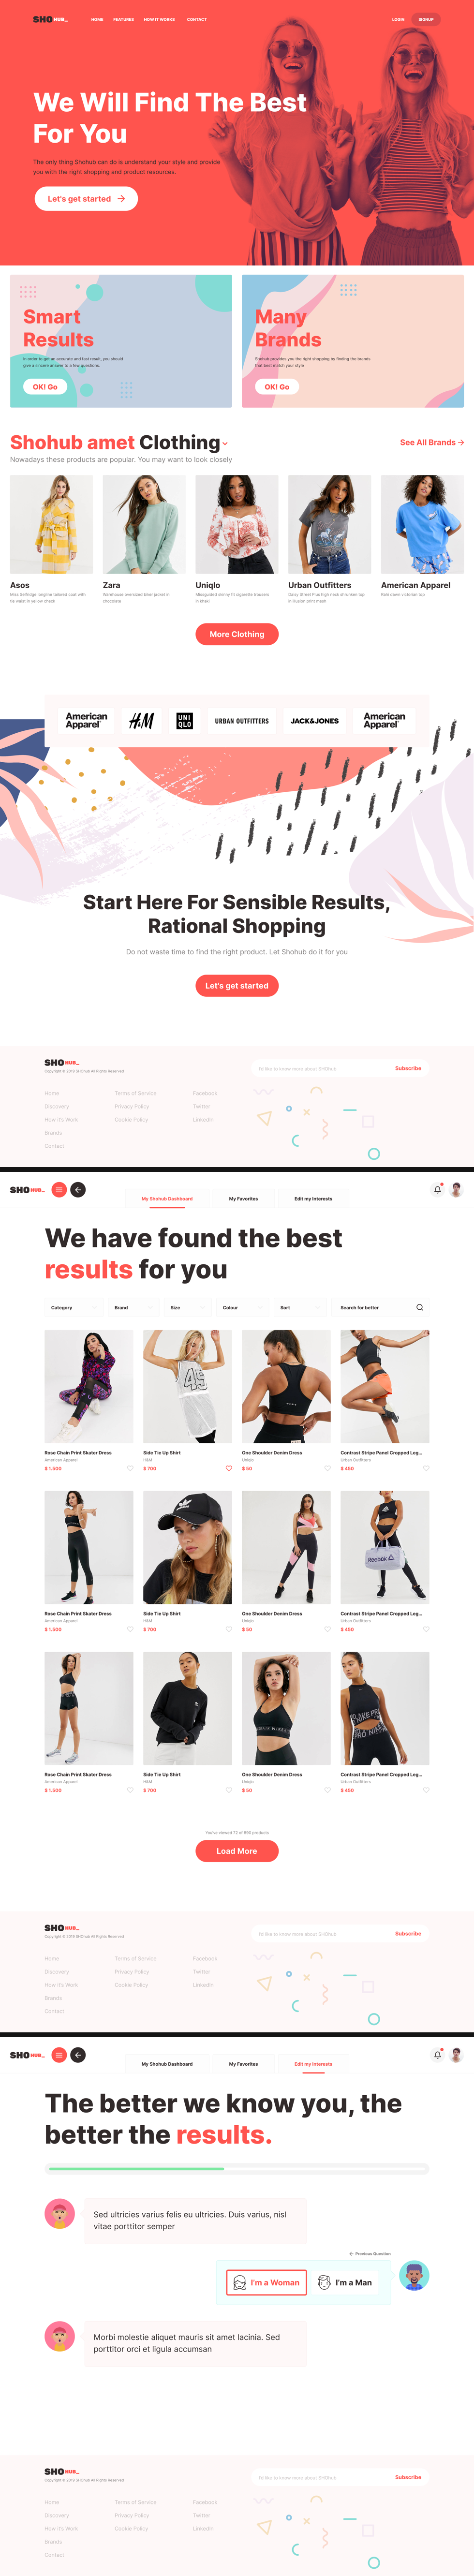 SHO HUB_
HOME FEATURES HOW IT WORKS CONTACT
LOGIN SIGNUP
We Will Find The Best
For You
The only thing Shohub can do is understand your style and provide
you with the right shopping and product resources.
Let's get started
Smart
Results
In order to get an accurate and fast result, you should
give a sincere answer to a few questions.
OK! Go
Many
Brands
Shohub provides you the right shopping by finding the brands
that best match your style
OK! Go
Shohub amet Clothing
See All Brands
Nowadays these products are popular. You may want to look closely
Asos
Miss Selfridge longline tailored coat with
tie waist in yellow check
Zara
Warehouse oversized biker jacket in
chocolate
Uniqlo
Missguided skinny fit cigarette trousers
in khaki
Urban Outfitters
Daisy Street Plus high neck shrunken top
in illusion print mesh
American Apparel
Rein dawn victorian top
More Clothing
American
Apparel
H&M
UNI
QLO
URBAN OUTFITTERS
JACK&JONES
American
Apparel
Start Here For Sensible Results,
Rational Shopping
Do not waste time to find the right product. Let Shohub do it for you
Let's get started
SHO HUB_
Copyright © 2019 SHOhub All Rights Reserved
I'd like to know more about SHOhub
Subscribe
Home Terms of Service Facebook
Discovery Privacy Policy Twitter
How It's Work Cookie Policy LinkedIn
Brands
Contact
SHO HUB_
My Shohub Dashboard My Favorites Edit my Interests
We have found the best
results for you
Category Brand Size Colour Sort Search for better
45
Rose Chain Print Skater Dress
American Apparel
$ 1.500
Side Tie Up Shirt
H&M
$ 700
One Shoulder Denim Dress
Uniqlo
$ 50
Contrast Stripe Panel Cropped Leg...
Urban Outfitters
$ 450
Reebok
Rose Chain Print Skater Dress
American Apparel
$ 1.500
Side Tie Up Shirt
H&M
$ 700
One Shoulder Denim Dress
Uniqlo
$ 50
Contrast Stripe Panel Cropped Leg...
Urban Outfitters
$ 450
Rose Chain Print Skater Dress
American Apparel
$ 1.500
Side Tie Up Shirt
H&M
$ 700
One Shoulder Denim Dress
Uniqlo
$ 50
Contrast Stripe Panel Cropped Leg...
Urban Outfitters
$ 450
You've viewed 72 of 890 products
Load More
SHO HUB_
Copyright © 2019 SHOhub All Rights Reserved
I'd like to know more about SHOhub
Subscribe
Home Terms of Service Facebook
Discovery Privacy Policy Twitter
How It's Work Cookie Policy LinkedIn
Brands
Contact
SHO HUB_
My Shohub Dashboard My Favorites Edit my Interests
The better we know you, the
better the results.
Sed ultricies varius felis eu ultricies. Duis varius, nisl
vitae porttitor semper
Previous Question
I'm a Woman I'm a Man
Morbi molestie aliquet mauris sit amet lacinia. Sed
porttitor orci et ligula accumsan
SHO HUB_
Copyright © 2019 SHOhub All Rights Reserved
I'd like to know more about SHOhub
Subscribe
Home Terms of Service Facebook
Discovery Privacy Policy Twitter
How It's Work Cookie Policy LinkedIn
Brands
Contact